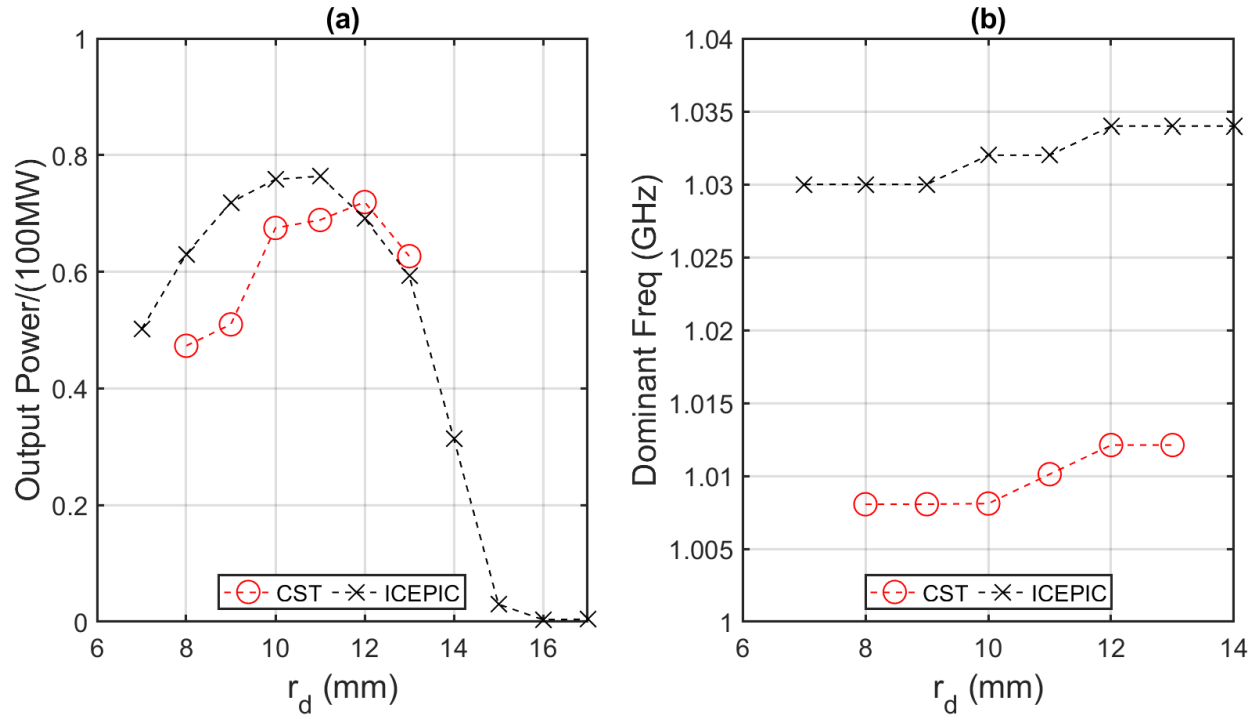 (a)
1
0.8
0.6
0.4
0.2
0
Output Power/(100MW)
6 8 10 12 14 16
r_d (mm)
CST ICEPIC
(b)
1.04
1.035
1.03
1.025
1.02
1.015
1.01
1.005
1
Dominant Freq (GHz)
6 8 10 12 14
r_d (mm)
CST ICEPIC